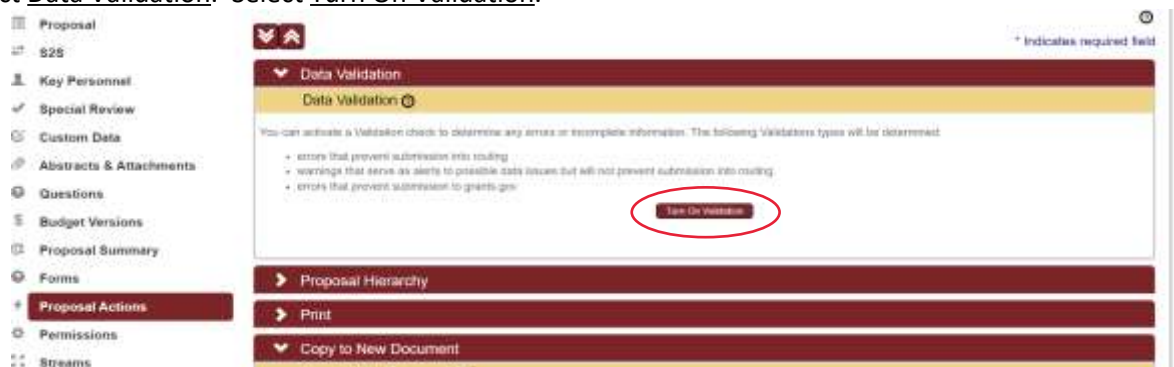 Data Validation. Select Turn On Validation.
Proposal
* Indicates required field
S2S
Key Personnel
Data Validation
Data Validation
Special Review
Custom Data
You can activate a Validation check to determine any errors or incomplete information. The following Validations types will be determined:
errors that prevent submission into routing
Abstracts & Attachments
warnings that serve as alerts to possible data issues but will not prevent submission into routing
errors that prevent submission to grants.gov
Questions
Turn On Validation
Budget Versions
Proposal Summary
Forms
Proposal Hierarchy
Proposal Actions
Print
Permissions
Copy to New Document
Streams